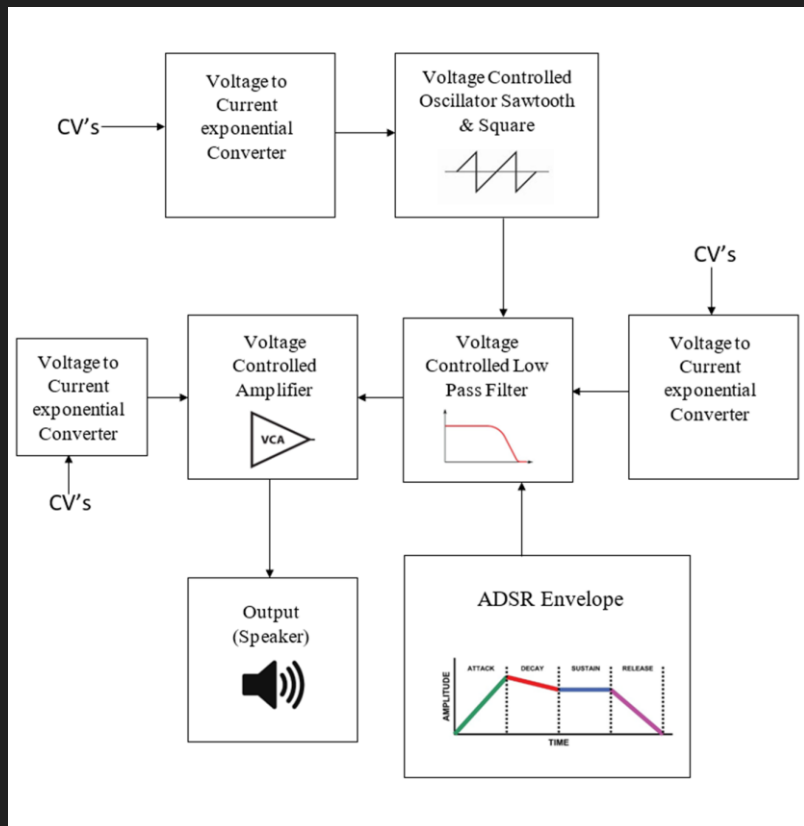 Voltage to
Current
exponential
Converter
Voltage Controlled
Oscillator Sawtooth
& Square
CV's
CV's
Voltage to
Current
exponential
Converter
Voltage
Controlled
Amplifier
VCA
Voltage
Controlled Low
Pass Filter
Voltage to
Current
exponential
Converter
CV's
Output
(Speaker)
ADSR Envelope
ATTACK
DECAY
SUSTAIN
RELEASE
AMPLITUDE
TIME